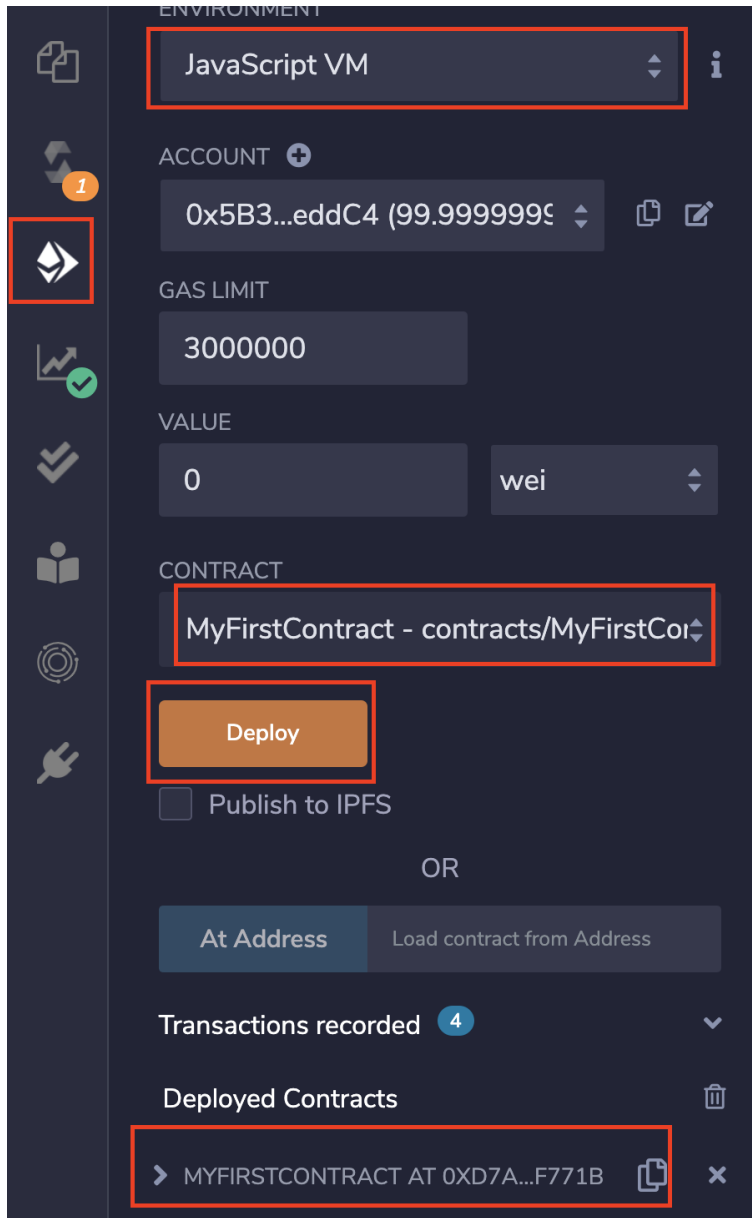 ENVIRONMENT
JavaScript VM
1
ACCOUNT
0x5B3...eddC4 (99.9999999
GAS LIMIT
3000000
VALUE
0 wei
CONTRACT
MyFirstContract - contracts/MyFirstCo
Deploy
Publish to IPFS
OR
At Address Load contract from Address
Transactions recorded 4
Deployed Contracts
MYFIRSTCONTRACT AT 0XD7A...F771B